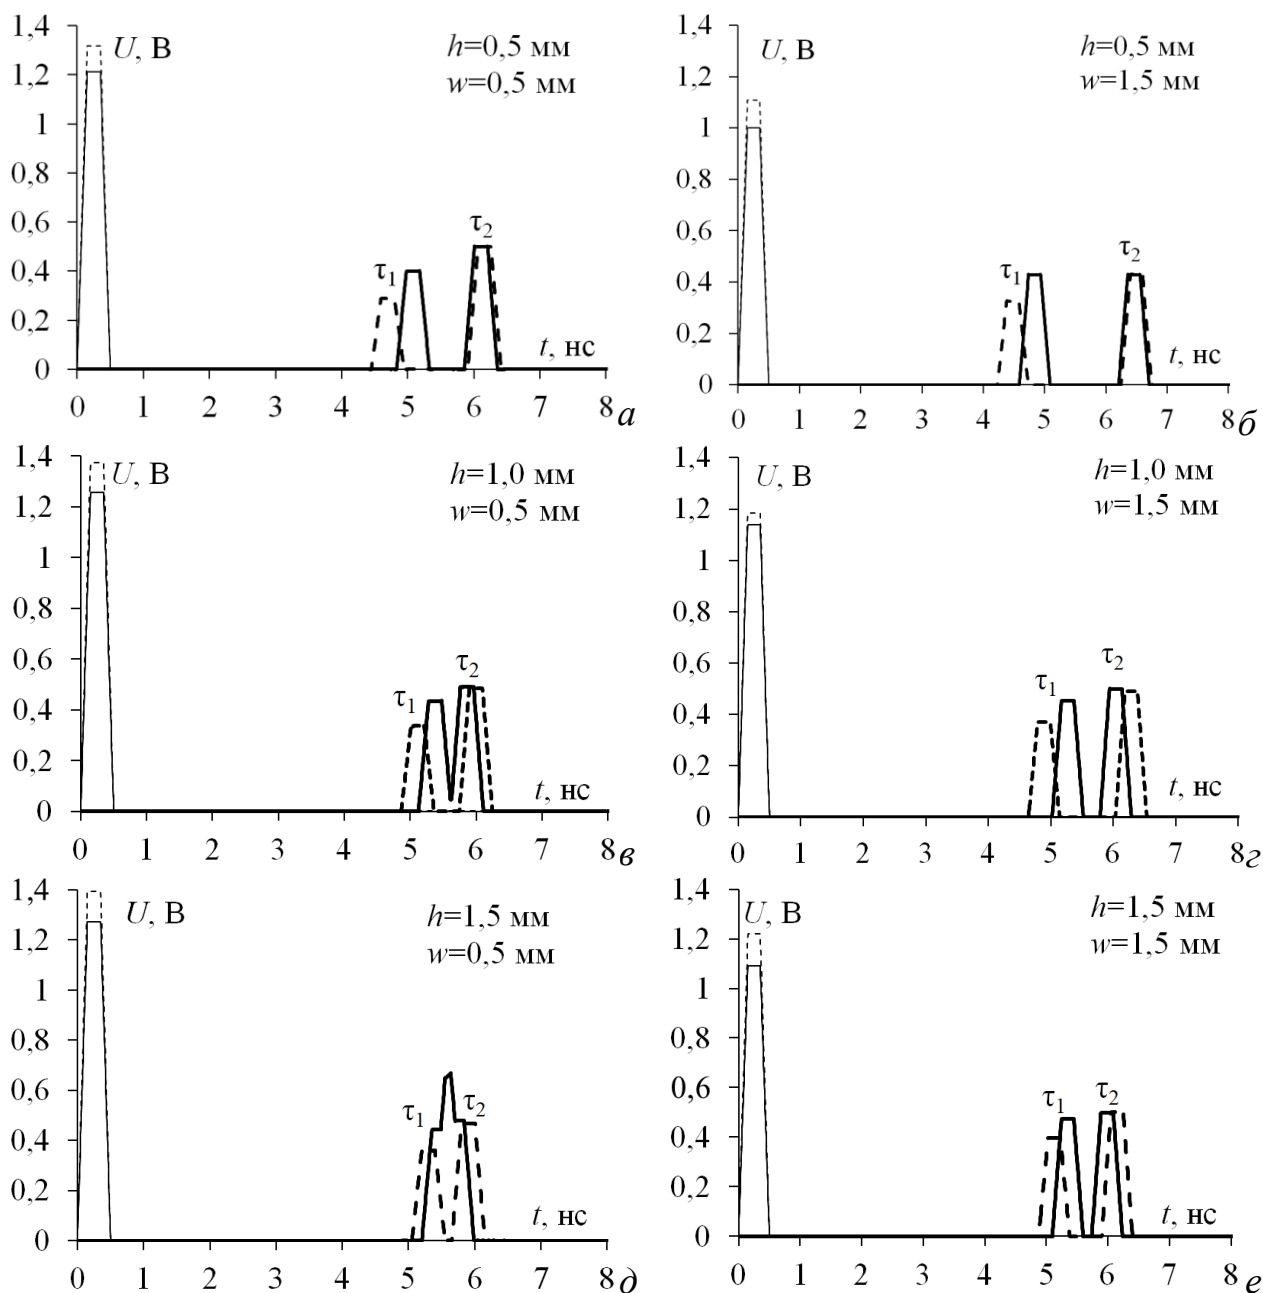 1,4
U, В
h=0,5 мм
w=0,5 мм
1,2
1
0,8
0,6
0,4
0,2
0
τ1
τ2
t, нс
0 1 2 3 4 5 6 7 8 а
1,4
U, В
h=0,5 мм
w=1,5 мм
1,2
1
0,8
0,6
0,4
0,2
0
τ1
τ2
t, нс
0 1 2 3 4 5 6 7 8 б
1,4
U, В
h=1,0 мм
w=0,5 мм
1,2
1
0,8
0,6
0,4
0,2
0
τ1
τ2
t, нс
0 1 2 3 4 5 6 7 8 в
1,4
U, В
h=1,0 мм
w=1,5 мм
1,2
1
0,8
0,6
0,4
0,2
0
τ1
τ2
t, нс
0 1 2 3 4 5 6 7 8 г
1,4
U, В
h=1,5 мм
w=0,5 мм
1,2
1
0,8
0,6
0,4
0,2
0
τ1
τ2
t, нс
0 1 2 3 4 5 6 7 8 д
1,4
U, В
h=1,5 мм
w=1,5 мм
1,2
1
0,8
0,6
0,4
0,2
0
τ1
τ2
t, нс
0 1 2 3 4 5 6 7 8 е